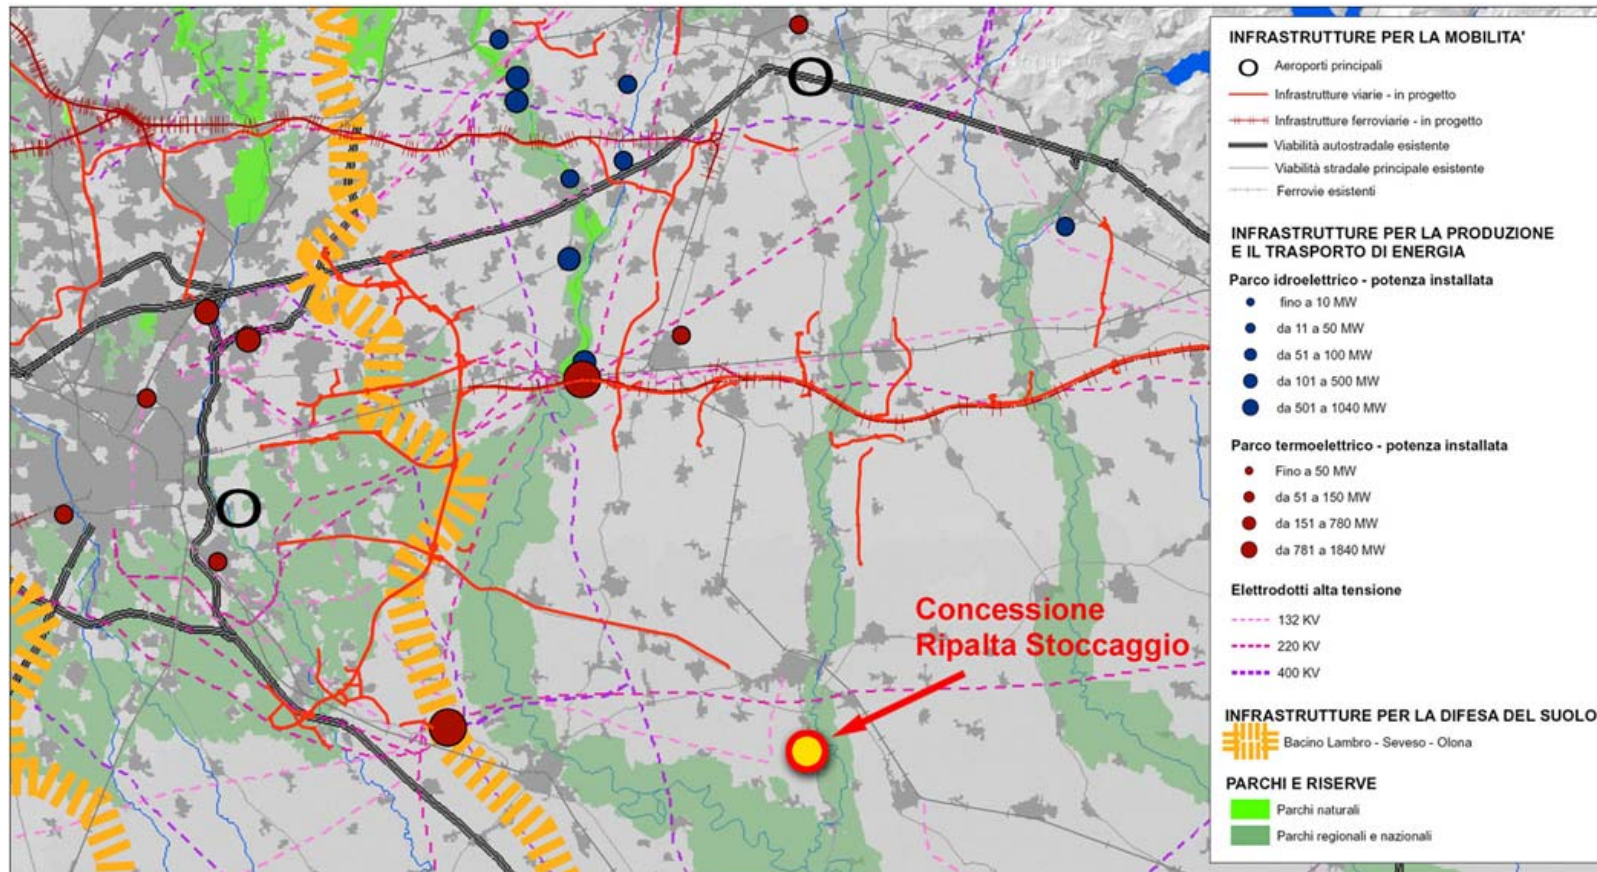 Concessione
Ripalta Stoccaggio
INFRASTRUTTURE PER LA MOBILITA'
O Aeroporti principali
Infrastrutture viarie - in progetto
Infrastrutture ferroviarie - in progetto
Viabilità autostradale esistente
Viabilità stradale principale esistente
Ferrovie esistenti
INFRASTRUTTURE PER LA PRODUZIONE
E IL TRASPORTO DI ENERGIA
Parco idroelettrico - potenza installata
fino a 10 MW
da 11 a 50 MW
da 51 a 100 MW
da 101 a 500 MW
da 501 a 1040 MW
Parco termoelettrico - potenza installata
Fino a 50 MW
da 51 a 150 MW
da 151 a 780 MW
da 781 a 1840 MW
Elettrodotti alta tensione
132 KV
220 KV
400 KV
INFRASTRUTTURE PER LA DIFESA DEL SUOLO
Bacino Lambro - Seveso - Olona
PARCHI E RISERVE
Parchi naturali
Parchi regionali e nazionali